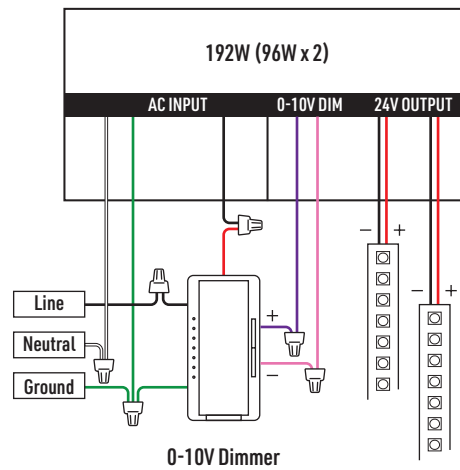 192W (96W x 2)
AC INPUT 0-10V DIM 24V OUTPUT
− +
− +
Line
+
Neutral
−
Ground
0-10V Dimmer